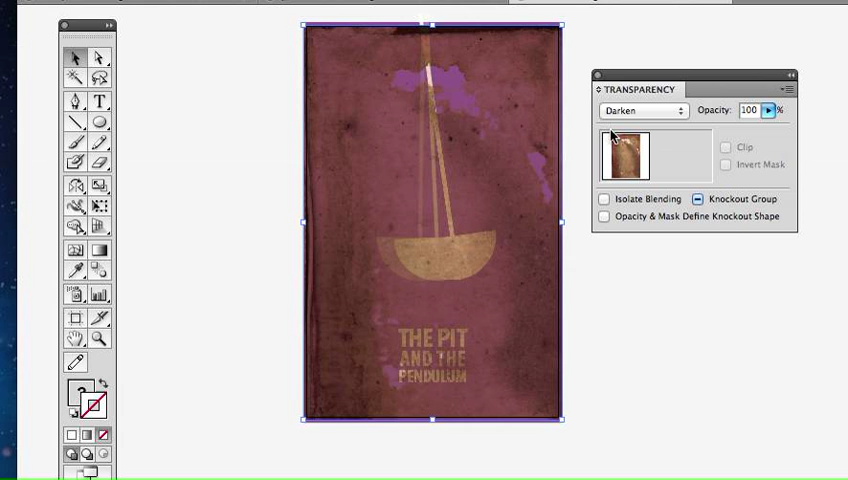 TRANSPARENCY
Darken
Opacity: 100 %
Clip
Invert Mask
Isolate Blending
Knockout Group
Opacity & Mask Define Knockout Shape
T
?
THE PIT
AND THE
PENDULUM